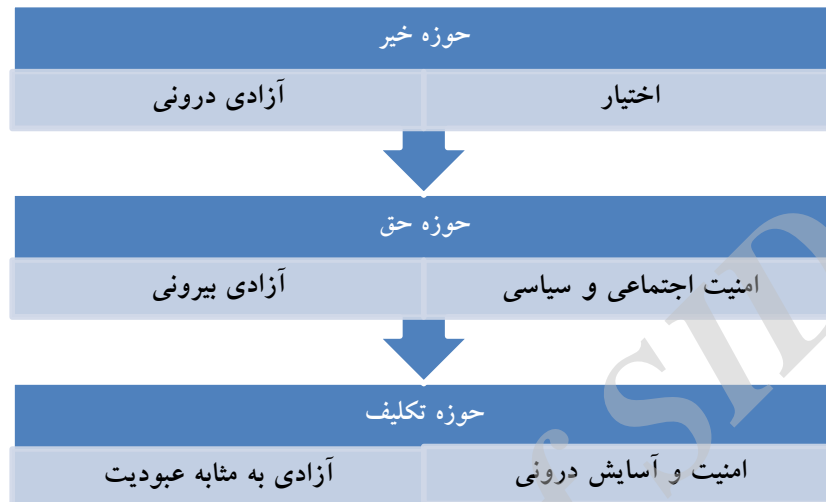 حوزه خیر
اختیار
آزادی درونی
حوزه حق
امنیت اجتماعی و سیاسی
آزادی بیرونی
حوزه تکلیف
امنیت و آسایش درونی
آزادی به مثابه عبودیت
f SID